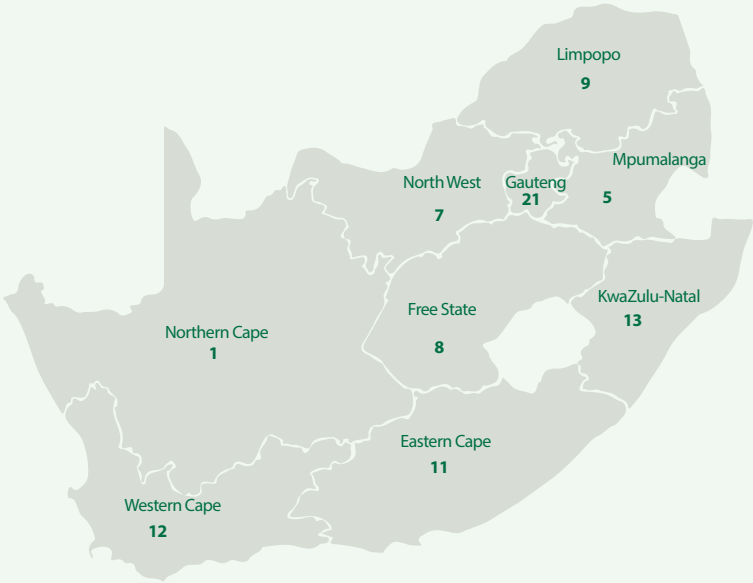 Limpopo
9
Mpumalanga
5
North West
7
Gauteng
21
KwaZulu-Natal
13
Free State
8
Northern Cape
1
Eastern Cape
11
Western Cape
12